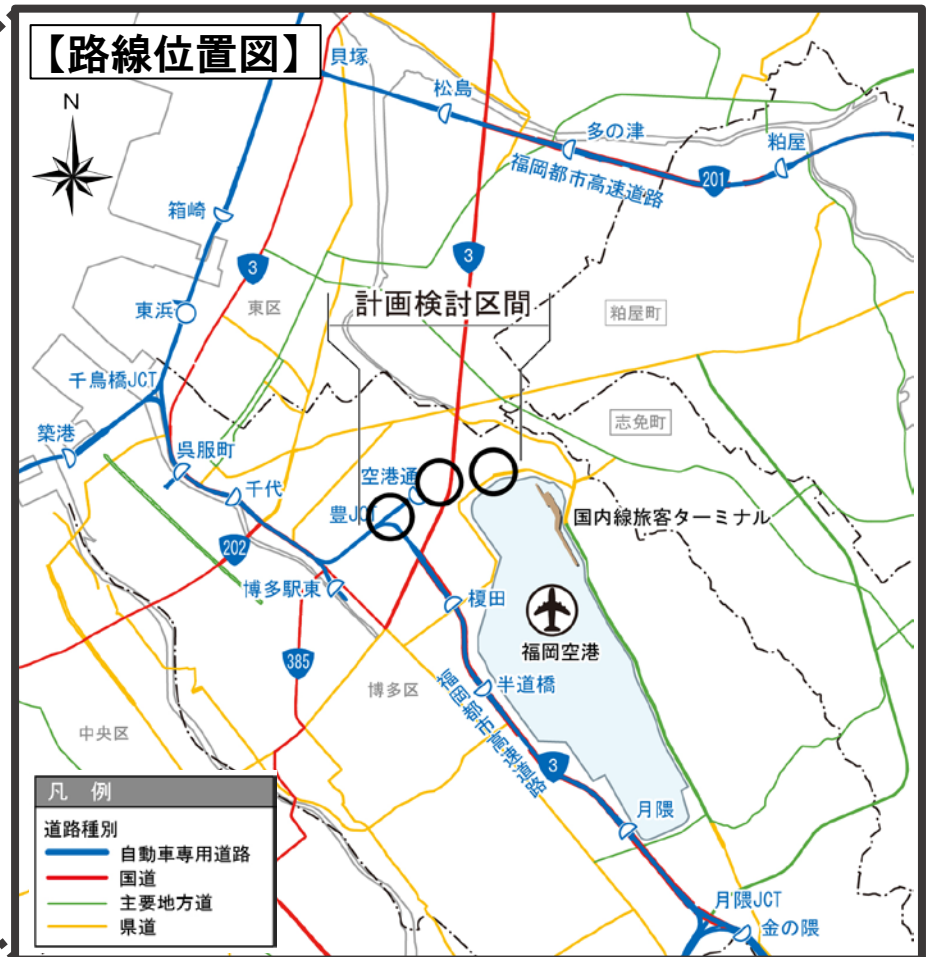 【路線位置図】
N
貝塚
松島
多の津
粕屋
福岡都市高速道路
201
箱崎
3
3
東区
計画検討区間
粕屋町
東浜
千鳥橋JCT
志免町
築港
呉服町
千代
空港通
豊JCT
国内線旅客ターミナル
202
博多駅東
榎田
福岡空港
385
半道橋
博多区
福岡都市高速道路
中央区
3
月隈
月隈JCT
金の隈
凡 例
道路種別
自動車専用道路
国道
主要地方道
県道